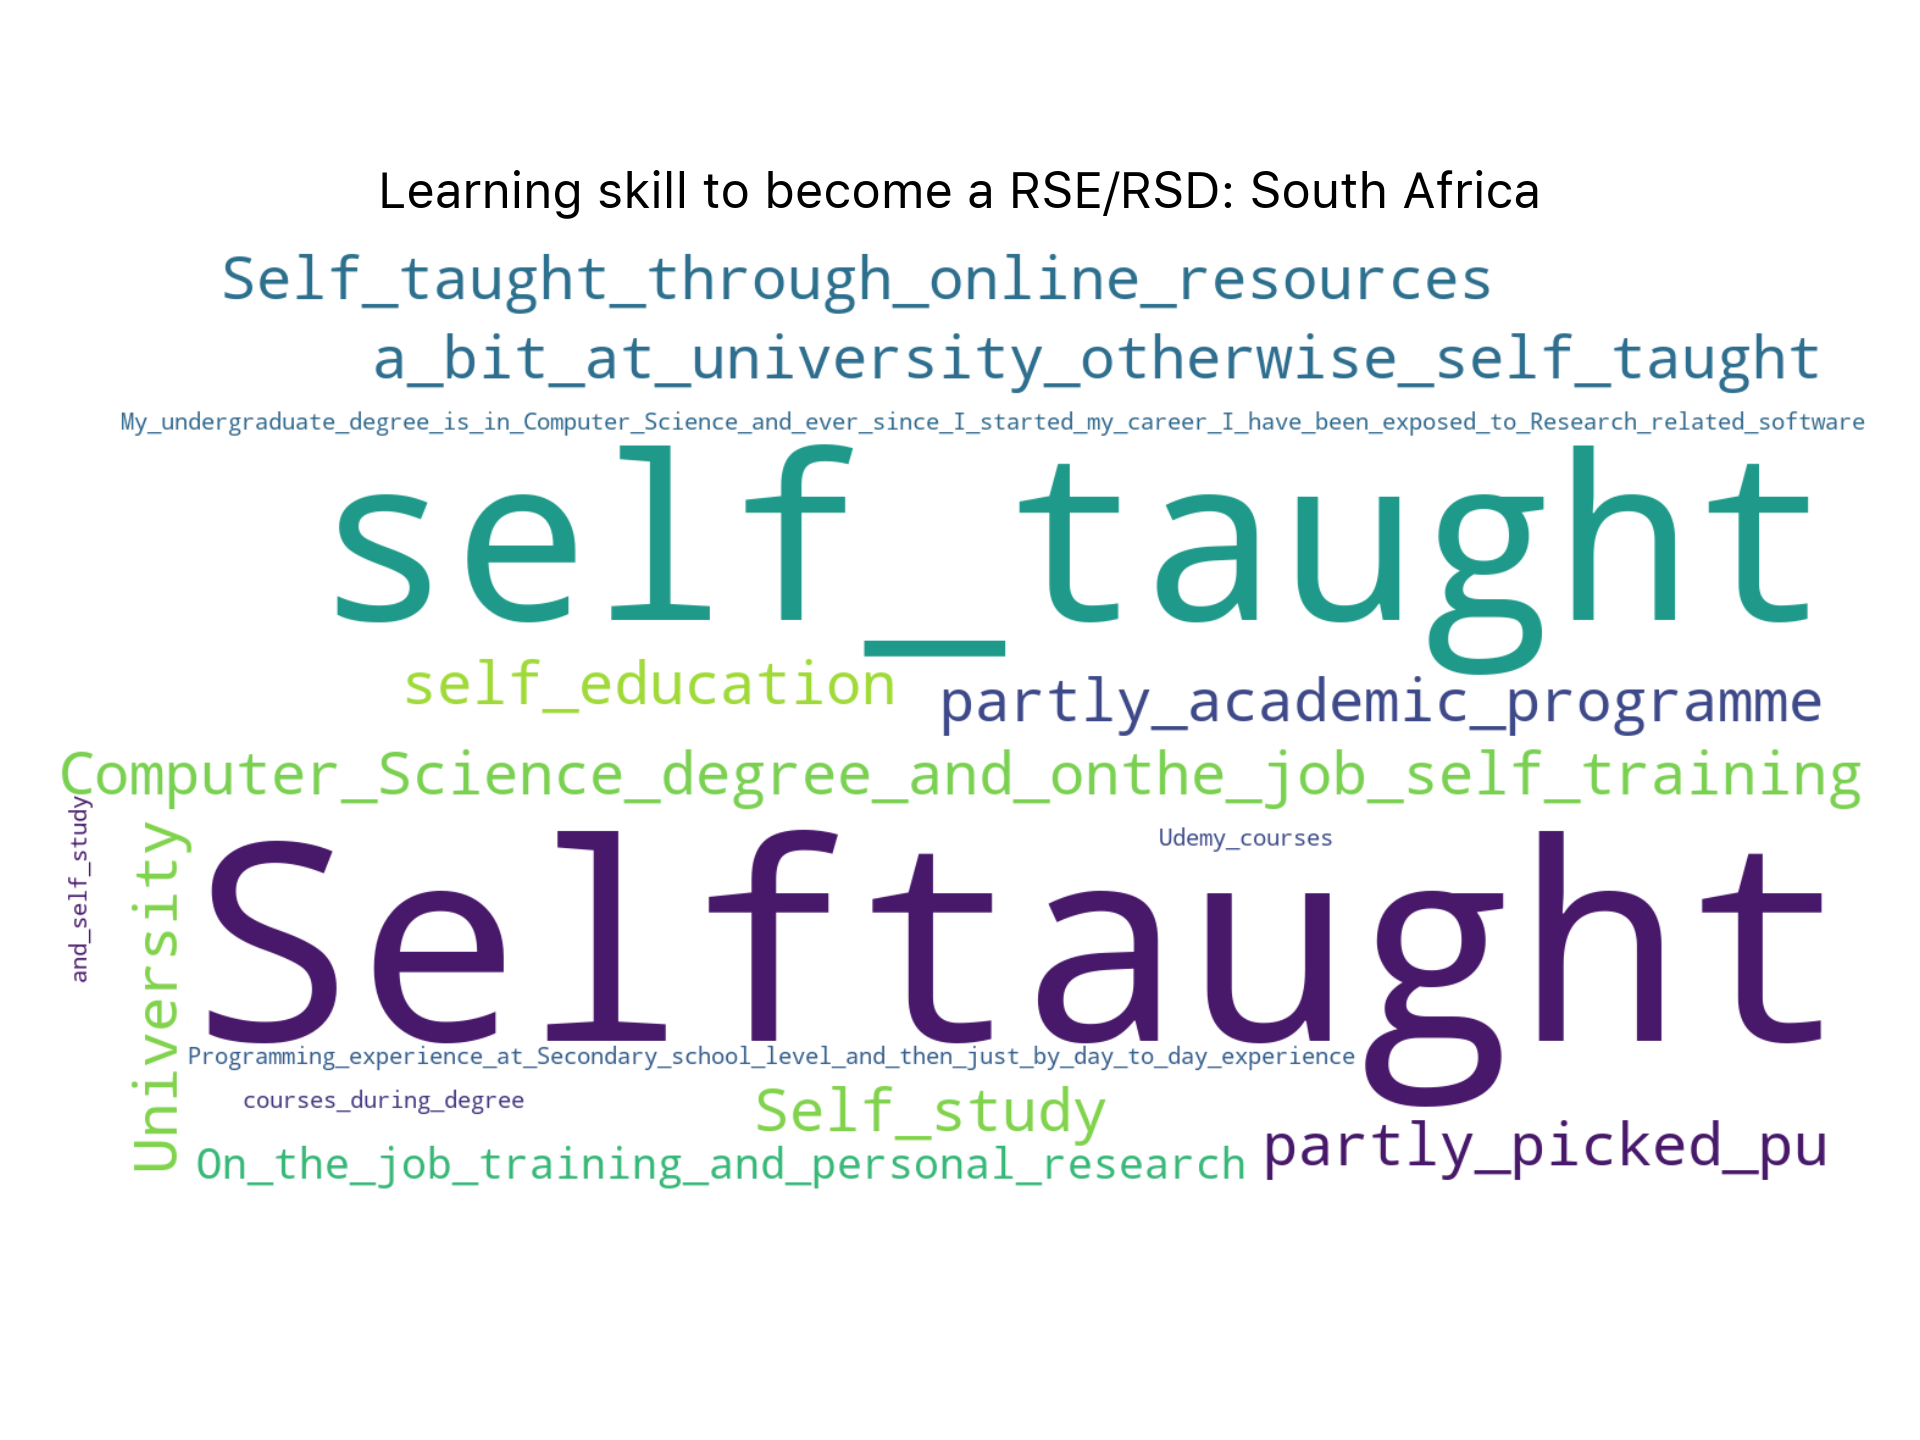 Learning skill to become a RSE/RSD: South Africa
Self_taught_through_online_resources
a_bit_at_university_otherwise_self_taught
My_undergraduate_degree_is_in_Computer_Science_and_ever_since_I_started_my_career_I_have_been_exposed_to_Research_related_software
self_taught
self_education
partly_academic_programme
Computer_Science_degree_and_onthe_job_self_training
and_self_study
University
Udemy_courses
Selftaught
Programming_experience_at_Secondary_school_level_and_then_just_by_day_to_day_experience
courses_during_degree
Self_study
partly_picked_pu
On_the_job_training_and_personal_research